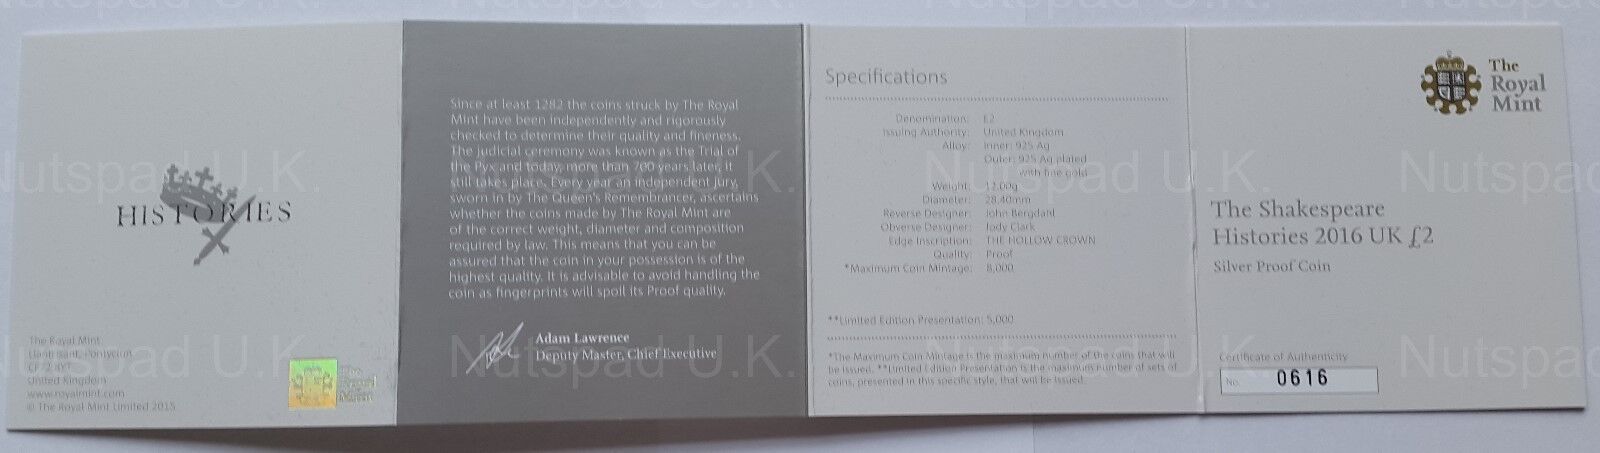 HISTORIES
The Royal Mint
Llantrisant, Pontyclun
CF72 8YT
United Kingdom
www.royalmint.com
© The Royal Mint Limited 2015
The
Royal
Mint
Since at least 1282 the coins struck by The Royal
Mint have been independently and rigorously
checked to determine their quality and fineness.
The judicial ceremony was known as the Trial of
the Pyx and today, more than 700 years later, it
still takes place. Every year an independent jury,
sworn in by The Queen's Remembrancer, ascertains
whether the coins made by The Royal Mint are
of the correct weight, diameter and composition
required by law. This means that you can be
assured that the coin in your possession is of the
highest quality. It is advisable to avoid handling the
coin as fingerprints will spoil its Proof quality.
Adam Lawrence
Deputy Master, Chief Executive
Specifications
Denomination: £2
Issuing Authority: United Kingdom
Alloy: Inner: 925 Ag
Outer: 925 Ag plated
with fine gold
Weight: 12.00g
Diameter: 28.40mm
Reverse Designer: John Bergdahl
Obverse Designer: Jody Clark
Edge Inscription: THE HOLLOW CROWN
Quality: Proof
*Maximum Coin Mintage: 8,000
**Limited Edition Presentation: 5,000
*The Maximum Coin Mintage is the maximum number of the coins that will
be issued. **Limited Edition Presentation is the maximum number of sets of
coins, presented in this specific style, that will be issued.
The
Royal
Mint
The Shakespeare
Histories 2016 UK £2
Silver Proof Coin
Certificate of Authenticity
No. 0616
Nutspad U.K.